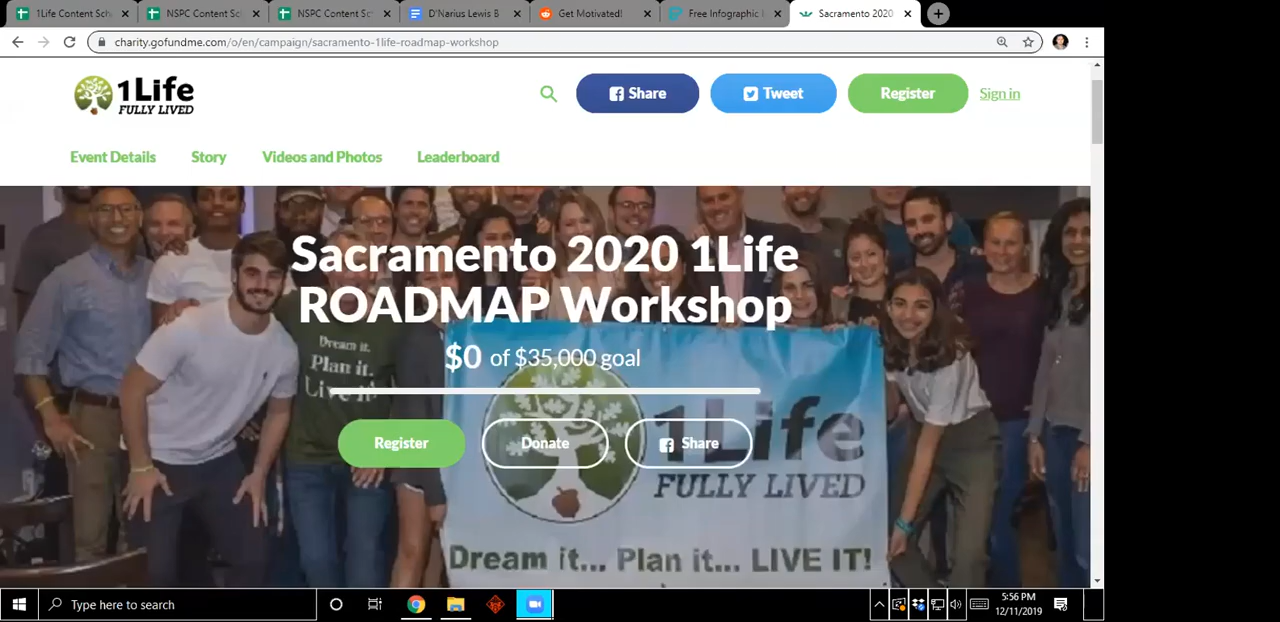 1Life Content Sch
NSPC Content Sc
NSPC Content Sc
D'Narius Lewis B
Get Motivated!
Free Infographic
Sacramento 2020
charity.gofundme.com/o/en/campaign/sacramento-1life-roadmap-workshop
1Life
FULLY LIVED
Share
Tweet
Register
Sign in
Event Details
Story
Videos and Photos
Leaderboard
Sacramento 2020 1Life
ROADMAP Workshop
$0 of $35,000 goal
Dream it.
Plan it.
Live it!
Register
Donate
Share
1Life
FULLY LIVED
Dream it... Plan it... LIVE IT!
Type here to search
5:56 PM
12/11/2019